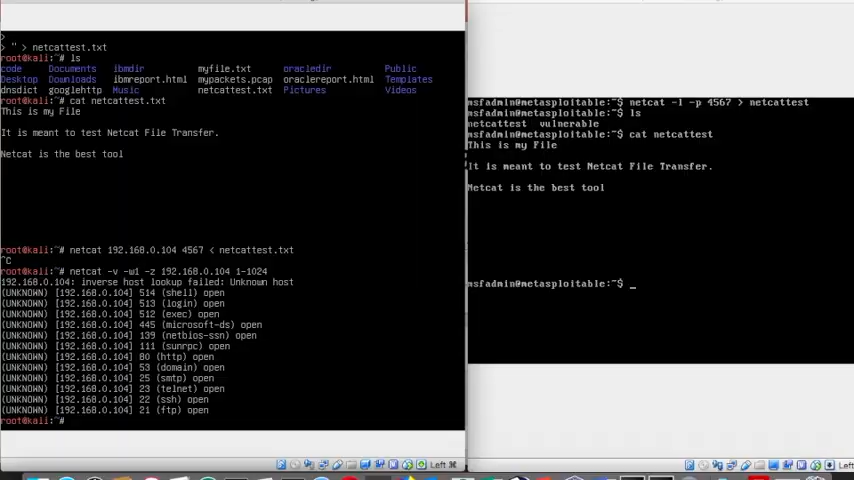 >
> " > netcattest.txt
root@kali:~# ls
code Documents ibmdir myfile.txt oracledir Public
Desktop Downloads ibmreport.html mypackets.pcap oraclereport.html Templates
dnsdict googlehttp Music netcattest.txt Pictures Videos
root@kali:~# cat netcattest.txt
This is my File
It is meant to test Netcat File Transfer.
Netcat is the best tool
root@kali:~# netcat 192.168.0.104 4567 < netcattest.txt
^C
root@kali:~# netcat -v -w1 -z 192.168.0.104 1-1024
192.168.0.104: inverse host lookup failed: Unknown host
(UNKNOWN) [192.168.0.104] 514 (shell) open
(UNKNOWN) [192.168.0.104] 513 (login) open
(UNKNOWN) [192.168.0.104] 512 (exec) open
(UNKNOWN) [192.168.0.104] 445 (microsoft-ds) open
(UNKNOWN) [192.168.0.104] 139 (netbios-ssn) open
(UNKNOWN) [192.168.0.104] 111 (sunrpc) open
(UNKNOWN) [192.168.0.104] 80 (http) open
(UNKNOWN) [192.168.0.104] 53 (domain) open
(UNKNOWN) [192.168.0.104] 25 (smtp) open
(UNKNOWN) [192.168.0.104] 23 (telnet) open
(UNKNOWN) [192.168.0.104] 22 (ssh) open
(UNKNOWN) [192.168.0.104] 21 (ftp) open
root@kali:~#
Left ⌘
msfadmin@metasploitable:~$ netcat -l -p 4567 > netcattest
msfadmin@metasploitable:~$ ls
netcattest vulnerable
msfadmin@metasploitable:~$ cat netcattest
This is my File
It is meant to test Netcat File Transfer.
Netcat is the best tool
msfadmin@metasploitable:~$ _
Left